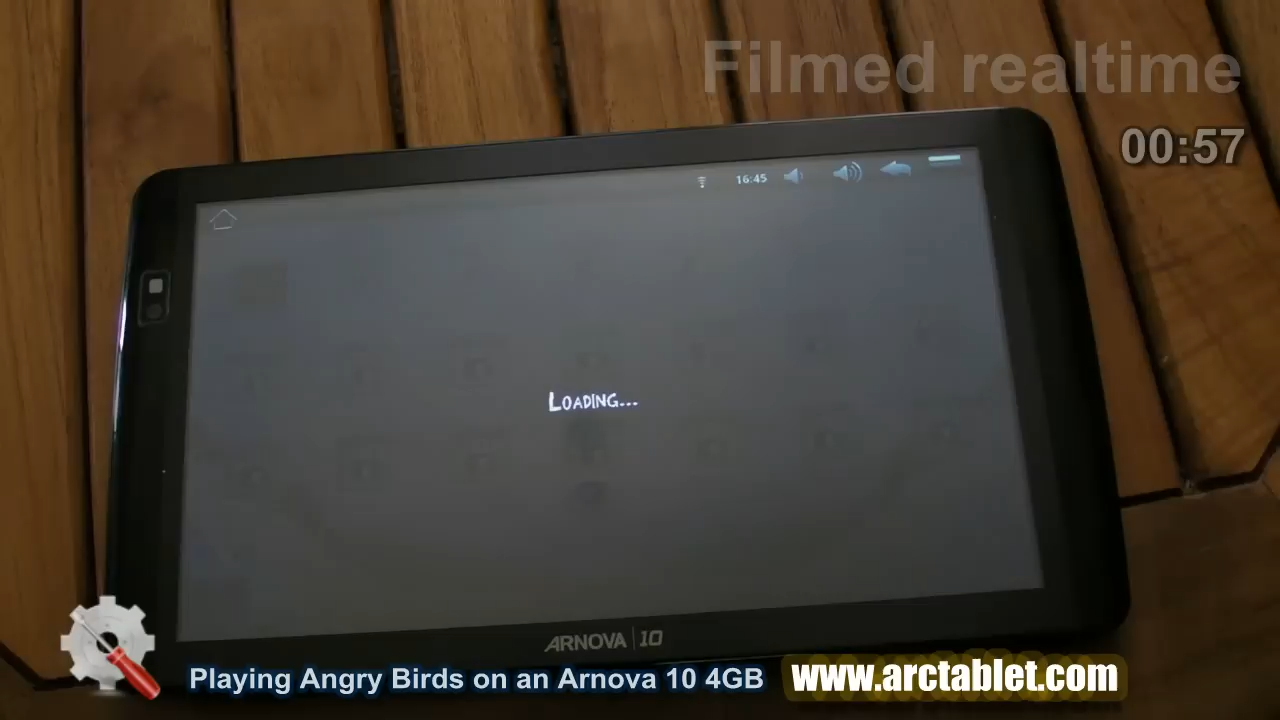 Filmed realtime
00:57
16:45
LOADING...
ARNOVA 10
Playing Angry Birds on an Arnova 10 4GB
www.arctablet.com